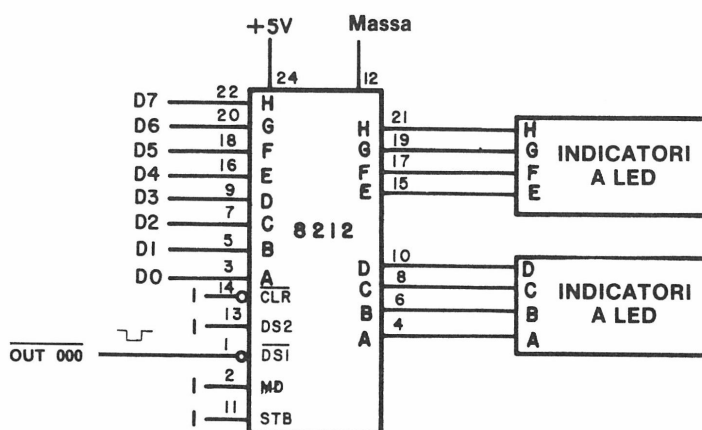 +5V
Massa
24
12
D7
22
H
D6
20
G
D5
18
F
D4
16
E
D3
9
D
D2
7
C
D1
5
B
D0
3
A
1
14
CLR
1
13
DS2
OUT 000
1
DS1
1
2
MD
1
11
STB
8212
H
21
H
G
19
G
F
17
F
E
15
E
INDICATORI
A LED
D
10
D
C
8
C
B
6
B
A
4
A
INDICATORI
A LED